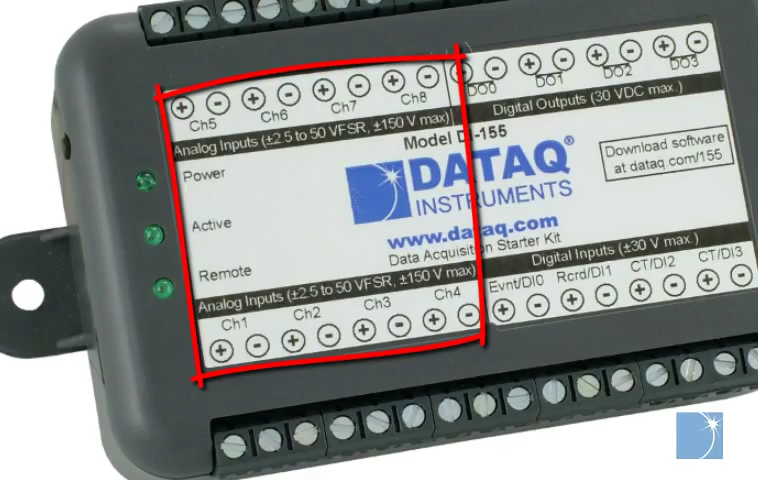 + - + - + - + - + - + - + - + -
Ch5 Ch6 Ch7 Ch8 DO0 DO1 DO2 DO3
Analog Inputs (±2.5 to 50 VFSR, ±150 V max) Digital Outputs (30 VDC max.)
Model DI-155
Power
DATAQ®
INSTRUMENTS
Download software
at dataq.com/155
Active
www.dataq.com
Data Acquisition Starter Kit
Remote
Analog Inputs (±2.5 to 50 VFSR, ±150 V max) Digital Inputs (±30 V max.)
Ch1 Ch2 Ch3 Ch4 Evnt/DI0 Rcrd/DI1 CT/DI2 CT/DI3
+ - + - + - + - + - + - + - + -